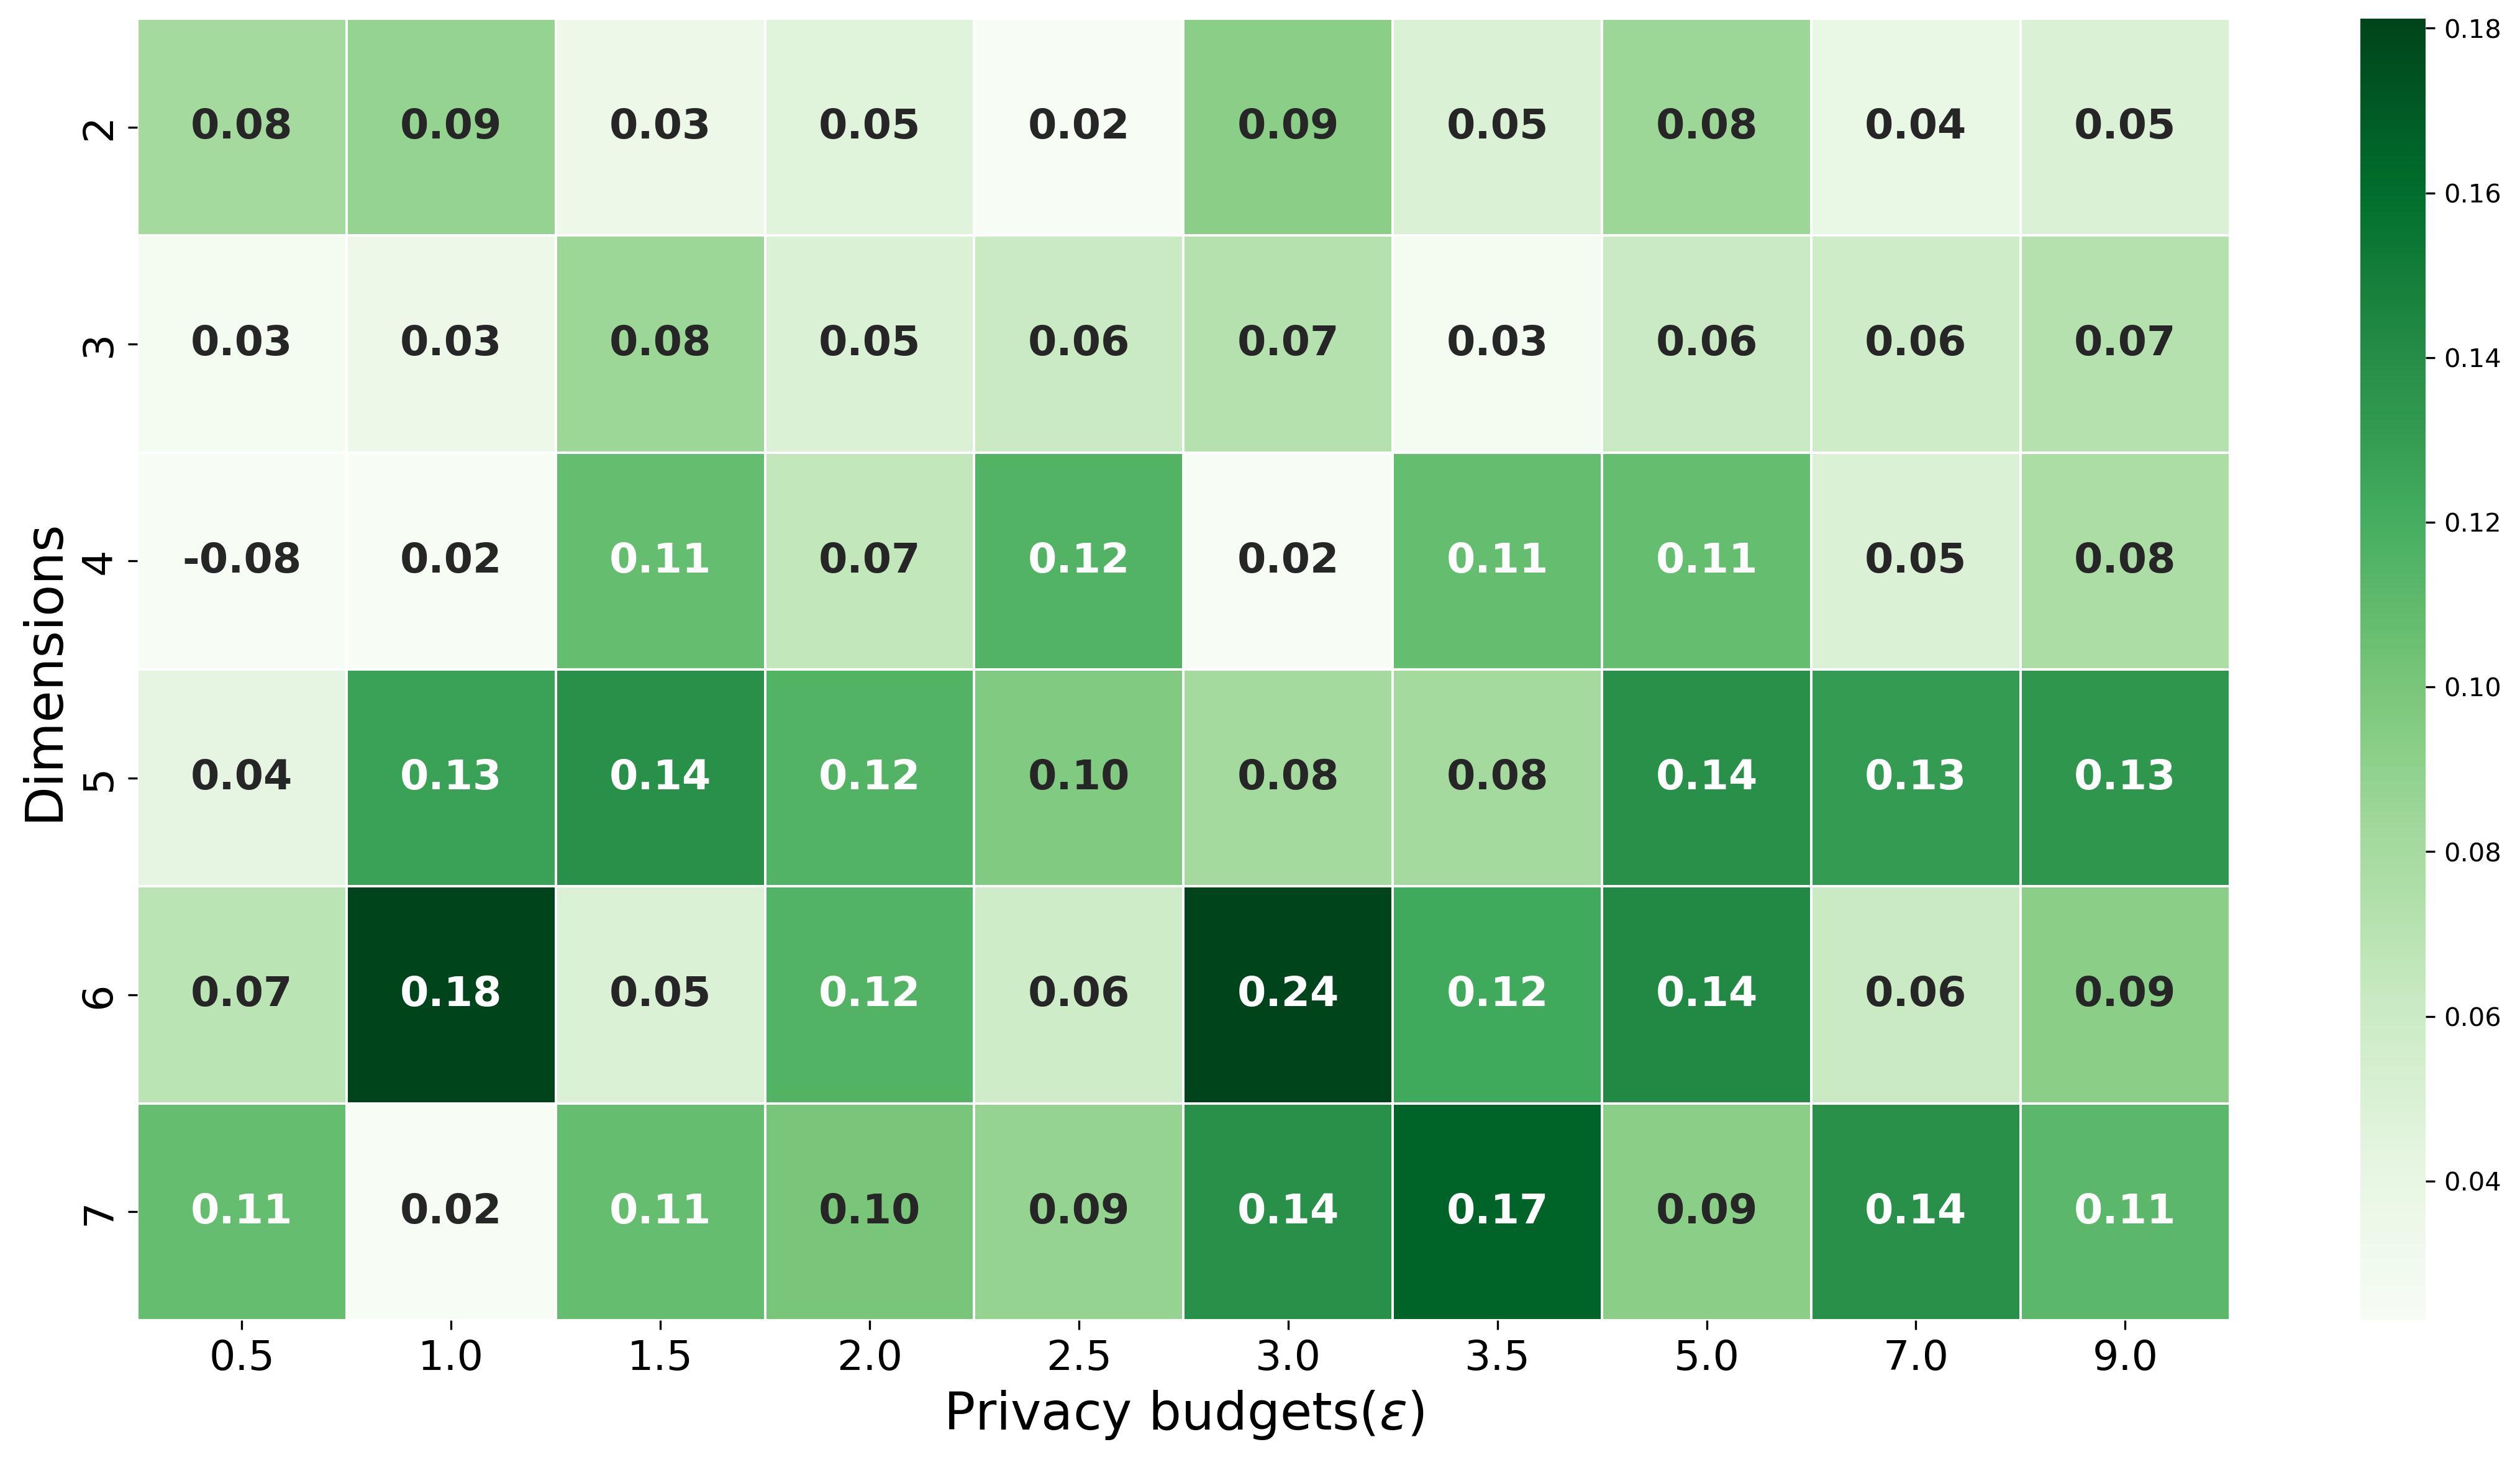 0.18
2 0.08 0.09 0.03 0.05 0.02 0.09 0.05 0.08 0.04 0.05
0.16
3 0.03 0.03 0.08 0.05 0.06 0.07 0.03 0.06 0.06 0.07
0.14
0.12
4 -0.08 0.02 0.11 0.07 0.12 0.02 0.11 0.11 0.05 0.08
Dimensions
0.10
5 0.04 0.13 0.14 0.12 0.10 0.08 0.08 0.14 0.13 0.13
0.08
6 0.07 0.18 0.05 0.12 0.06 0.24 0.12 0.14 0.06 0.09
0.06
0.04
7 0.11 0.02 0.11 0.10 0.09 0.14 0.17 0.09 0.14 0.11
0.5 1.0 1.5 2.0 2.5 3.0 3.5 5.0 7.0 9.0
Privacy budgets(ε)